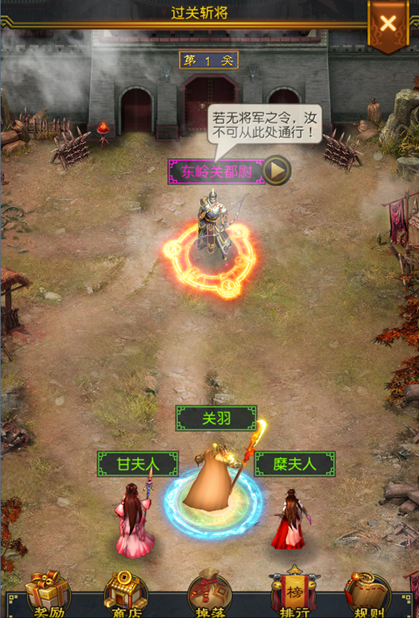 过关斩将
第 1 关
若无将军之令，汝
不可从此处通行！
东岭关都尉
关羽
甘夫人
糜夫人
奖励
商店
掉落
排行
榜
规则